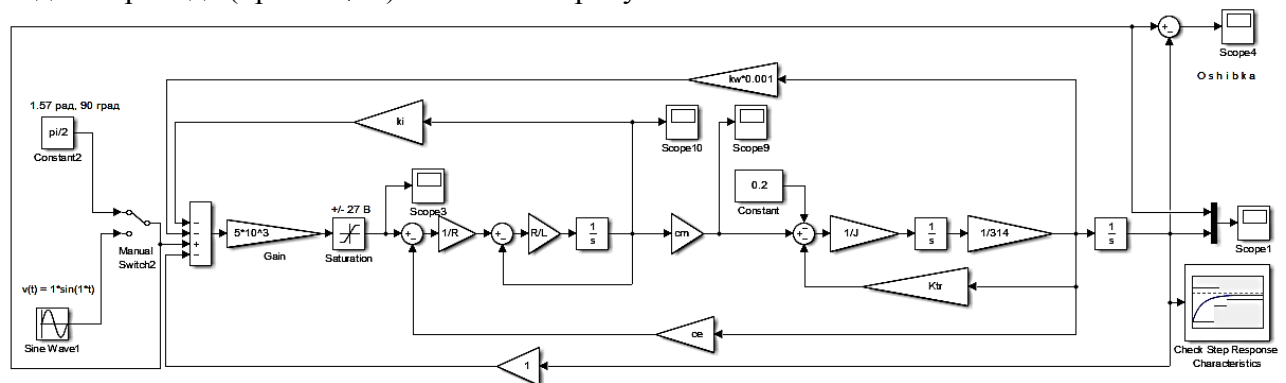 Scope4
O s h i b k a
kw*0.001
1.57 рад, 90 град
pi/2
Constant2
ki
Scope10
Scope9
Scope3
0.2
Constant
+/- 27 В
5*10^3
Gain
Saturation
1/R
R/L
1
s
cm
1/J
1
s
1/314
1
s
Scope1
Manual
Switch2
Ktr
v(t) = 1*sin(1*t)
Sine Wave1
ce
1
Check Step Response
Characteristics